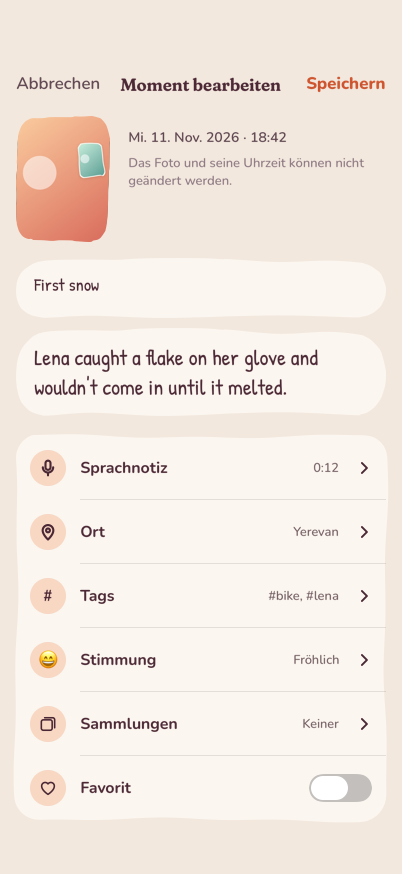 Abbrechen Moment bearbeiten Speichern
Mi. 11. Nov. 2026 · 18:42
Das Foto und seine Uhrzeit können nicht
geändert werden.
First snow
Lena caught a flake on her glove and
wouldn't come in until it melted.
Sprachnotiz 0:12
Ort Yerevan
# Tags #bike, #lena
Stimmung Fröhlich
Sammlungen Keiner
Favorit